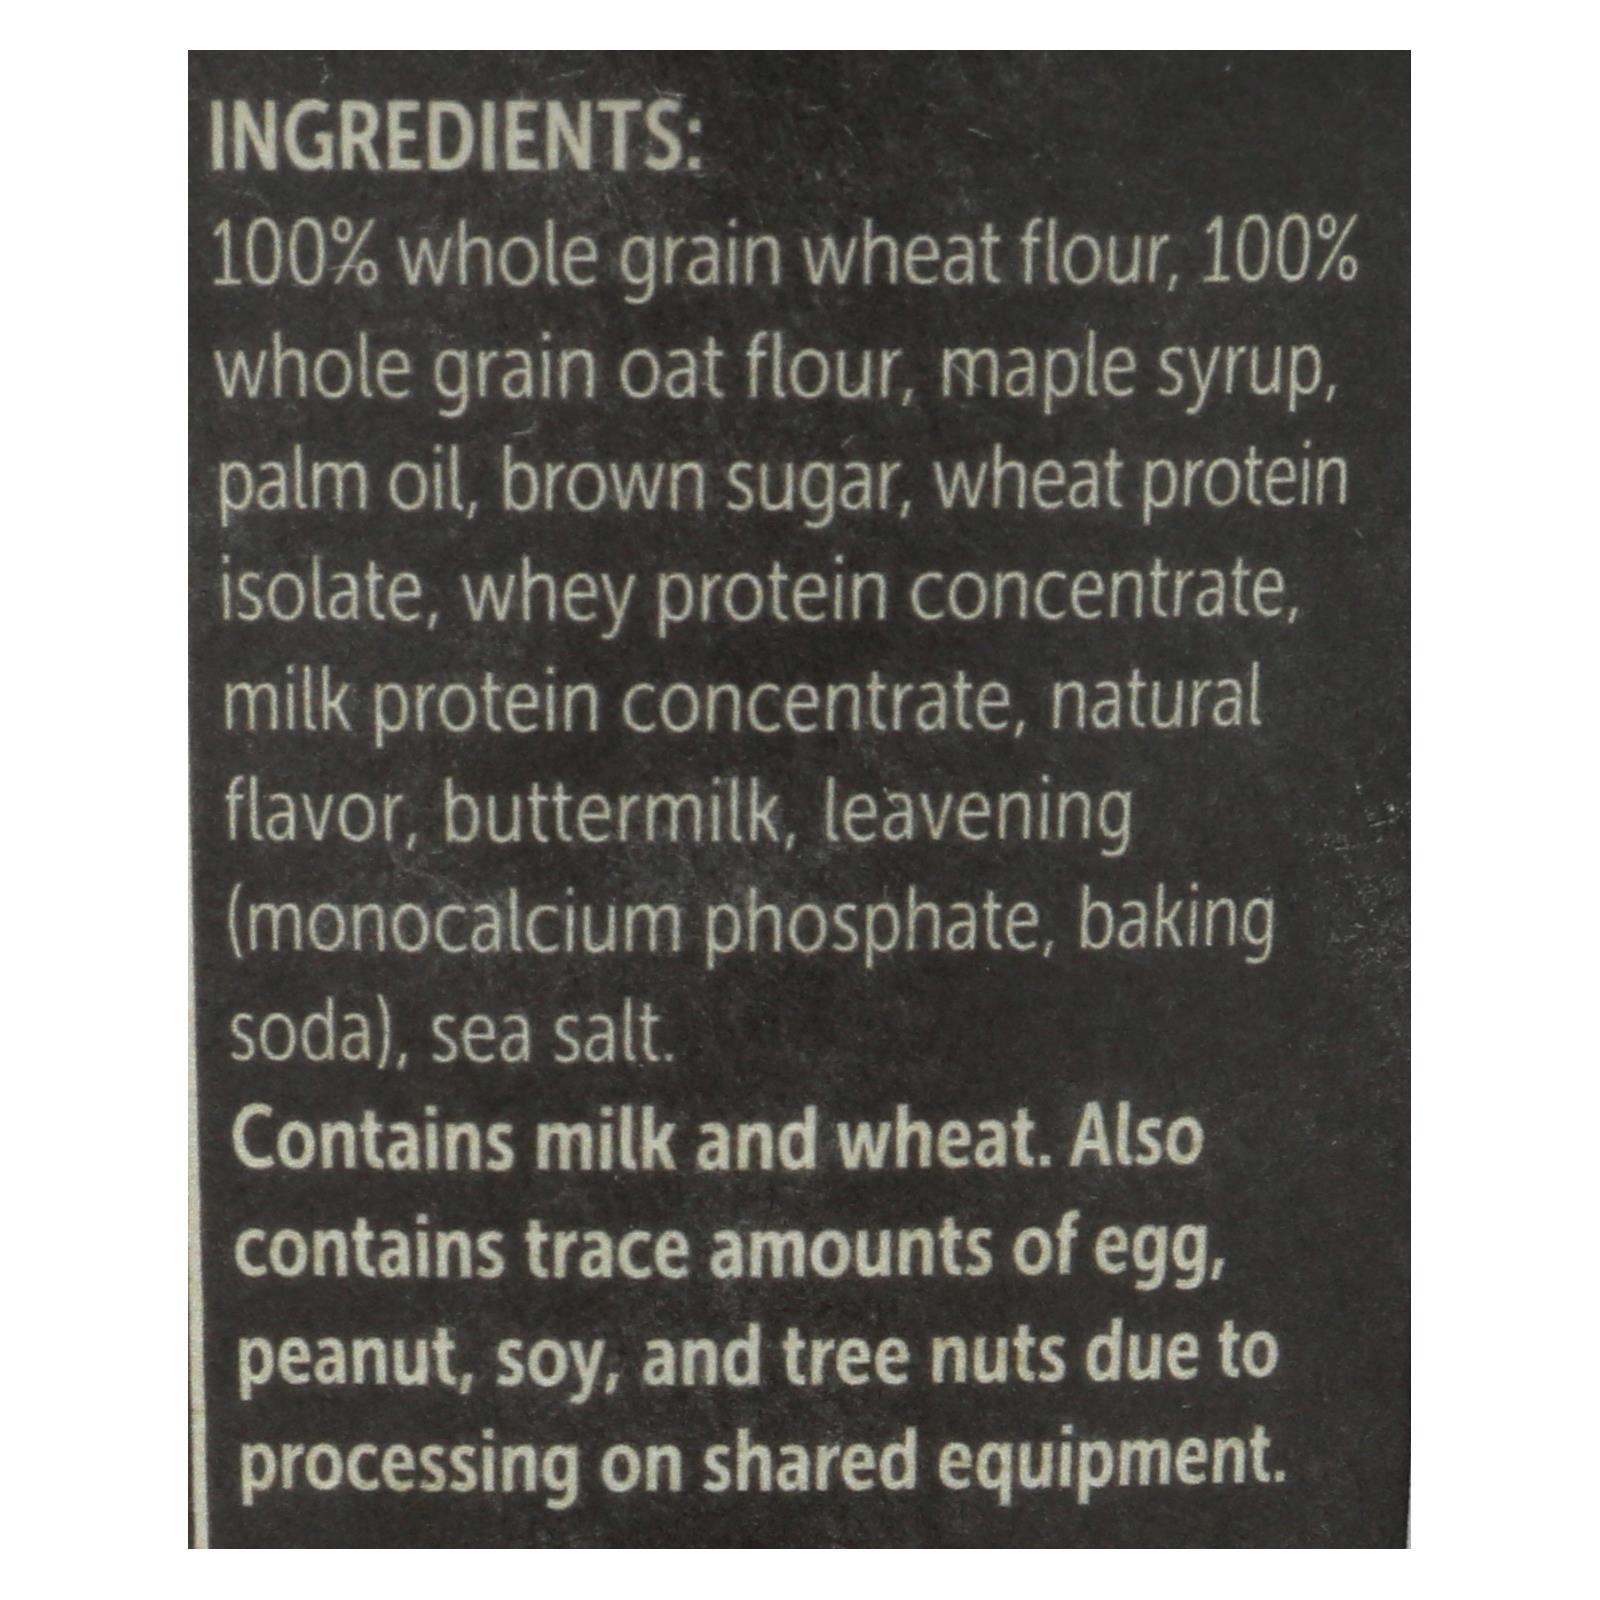 INGREDIENTS:
100% whole grain wheat flour, 100%
whole grain oat flour, maple syrup,
palm oil, brown sugar, wheat protein
isolate, whey protein concentrate,
milk protein concentrate, natural
flavor, buttermilk, leavening
(monocalcium phosphate, baking
soda), sea salt.
Contains milk and wheat. Also
contains trace amounts of egg,
peanut, soy, and tree nuts due to
processing on shared equipment.